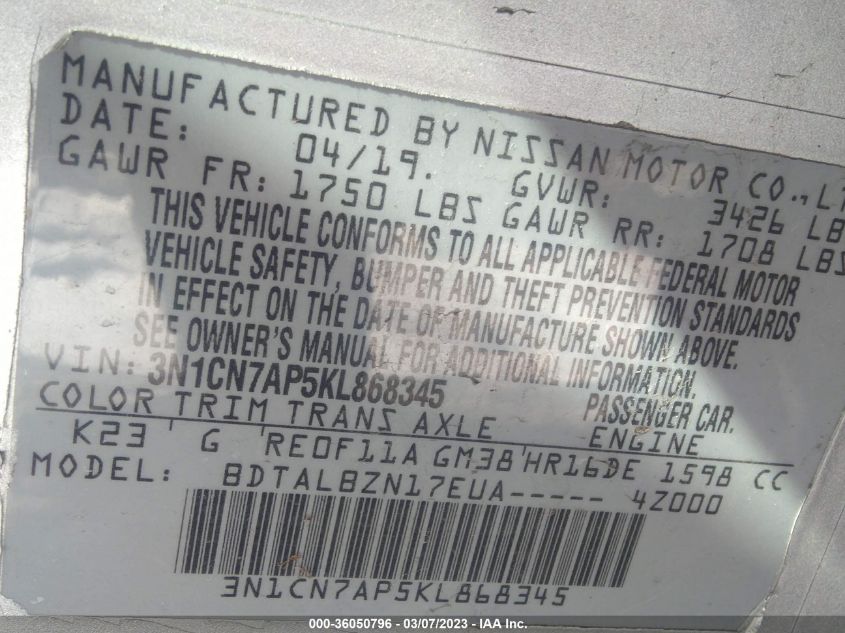 MANUFACTURED BY NISSAN MOTOR CO., LT
DATE: 04/19. GVWR: 3426 LB
GAWR FR: 1750 LBS GAWR RR: 1708 LBS
THIS VEHICLE CONFORMS TO ALL APPLICABLE FEDERAL MOTOR
VEHICLE SAFETY, BUMPER AND THEFT PREVENTION STANDARDS
IN EFFECT ON THE DATE OF MANUFACTURE SHOWN ABOVE.
SEE OWNER'S MANUAL FOR ADDITIONAL INFORMATION.
VIN: 3N1CN7AP5KL868345 PASSENGER CAR.
COLOR TRIM TRANS AXLE ENGINE
K23 ' G 'RE0F11A GM38'HR16DE 1598 CC
MODEL: BDTALBZN17EUA----- 4Z000
3N1CN7AP5KL868345
000-36050796 - 03/07/2023 - IAA Inc.